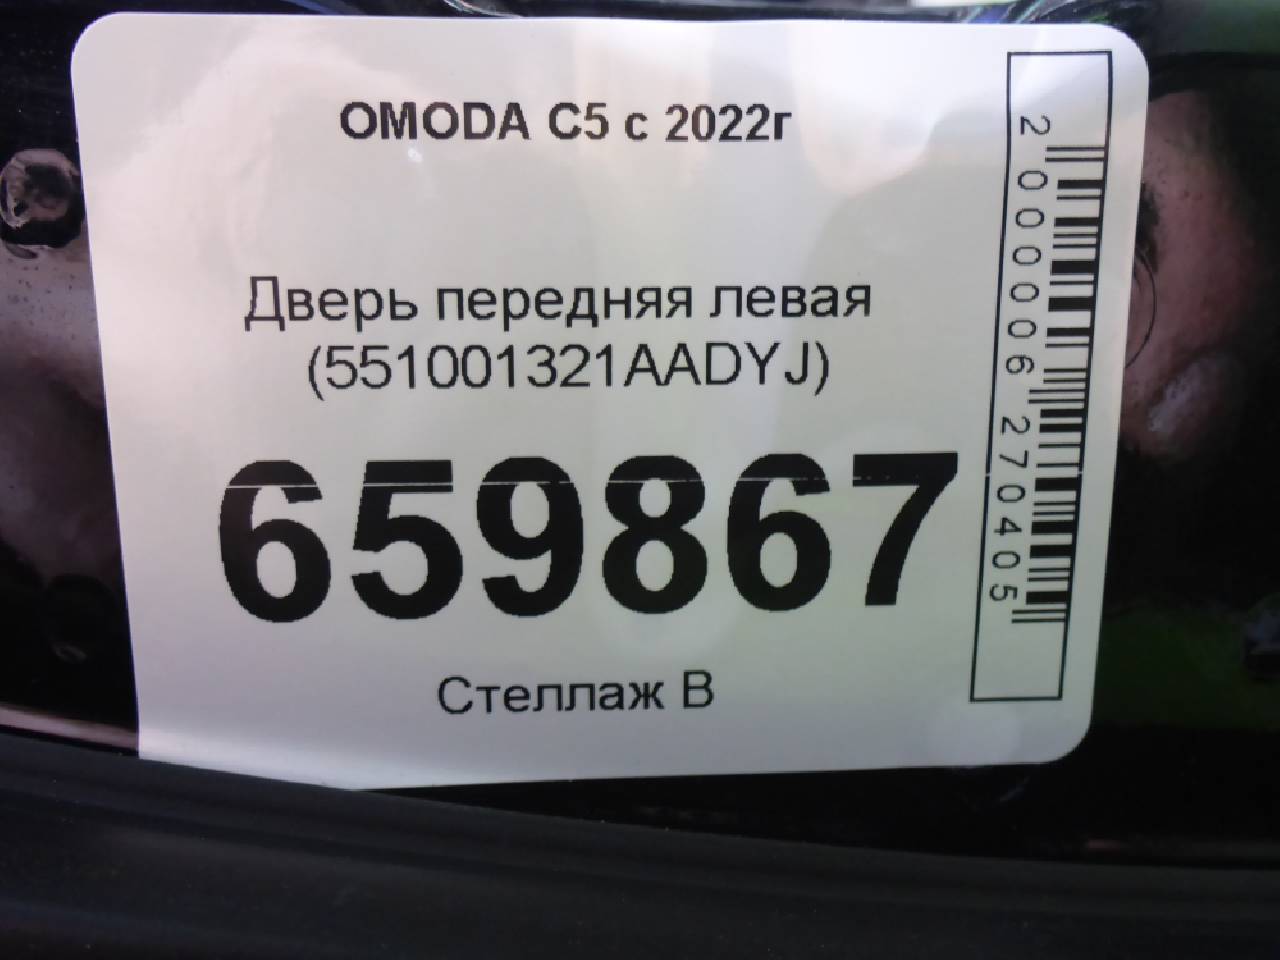 OMODA C5 с 2022г
Дверь передняя левая
(551001321AADYJ)
659867
Стеллаж В
2000006270405